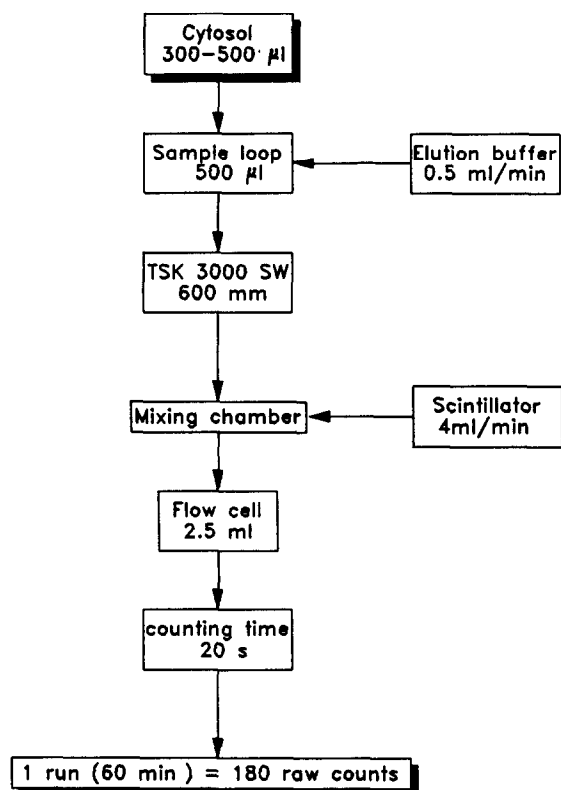 Cytosol
300-500 µl
Sample loop
500 µl
Elution buffer
0.5 ml/min
TSK 3000 SW
600 mm
Mixing chamber
Scintillator
4ml/min
Flow cell
2.5 ml
counting time
20 s
1 run (60 min ) = 180 raw counts